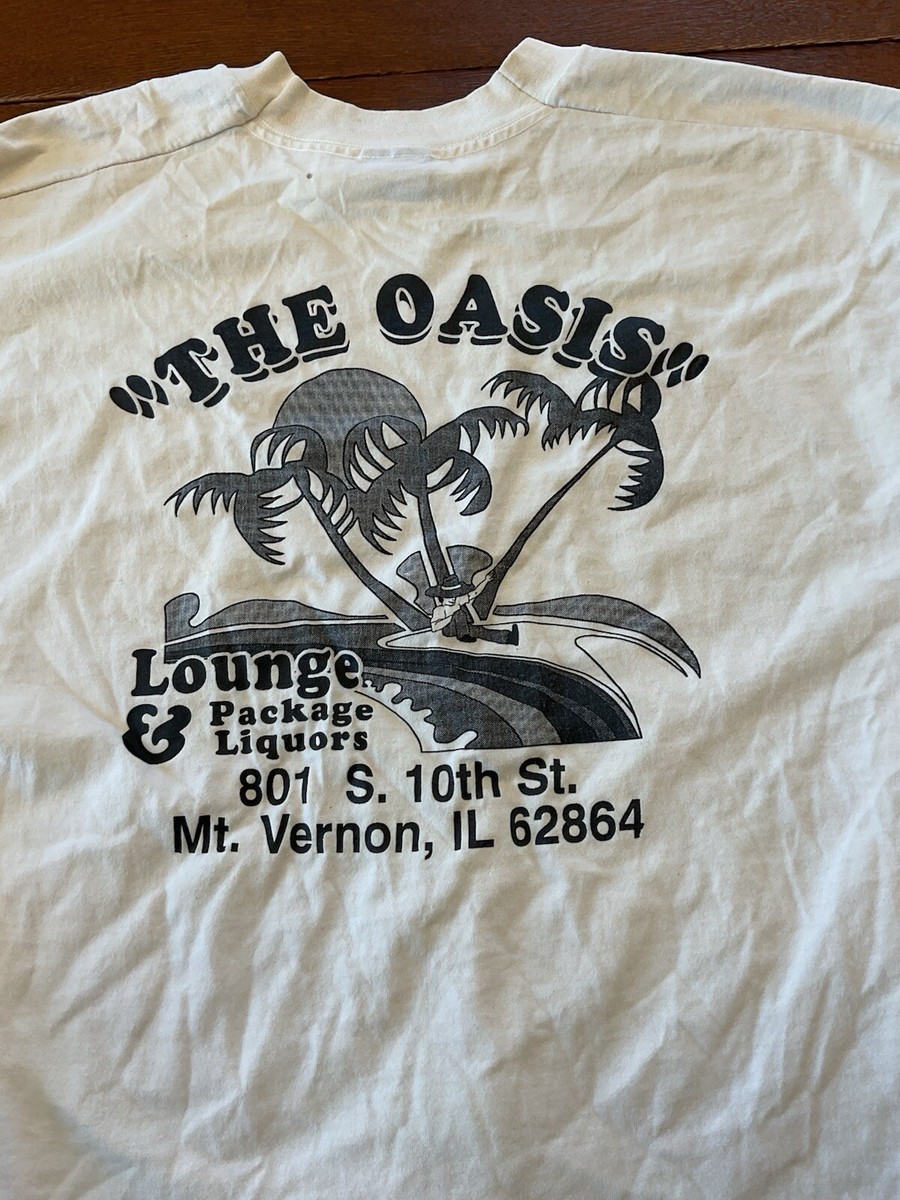 "THE OASIS"
Lounge
& Package
Liquors
801 S. 10th St.
Mt. Vernon, IL 62864